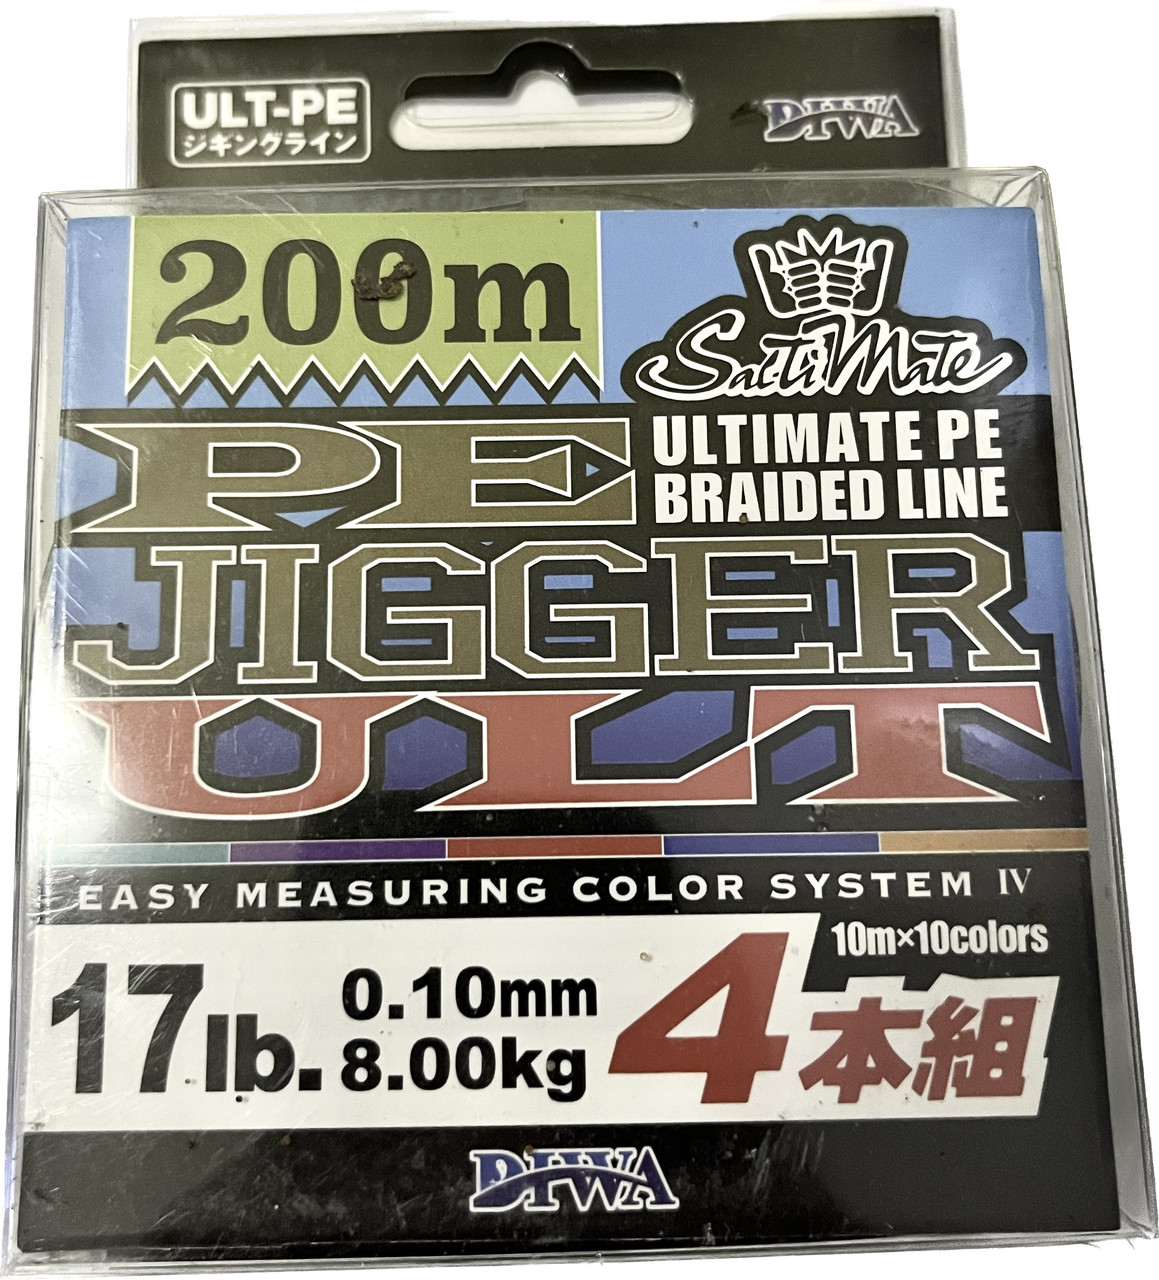 ULT-PE
ジギングライン
DIWA
200m
SaltiMate
PE
ULTIMATE PE
BRAIDED LINE
JIGGER
ULT
EASY MEASURING COLOR SYSTEM IV
10m×10colors
17lb.
0.10mm
8.00kg
4本組
DIWA